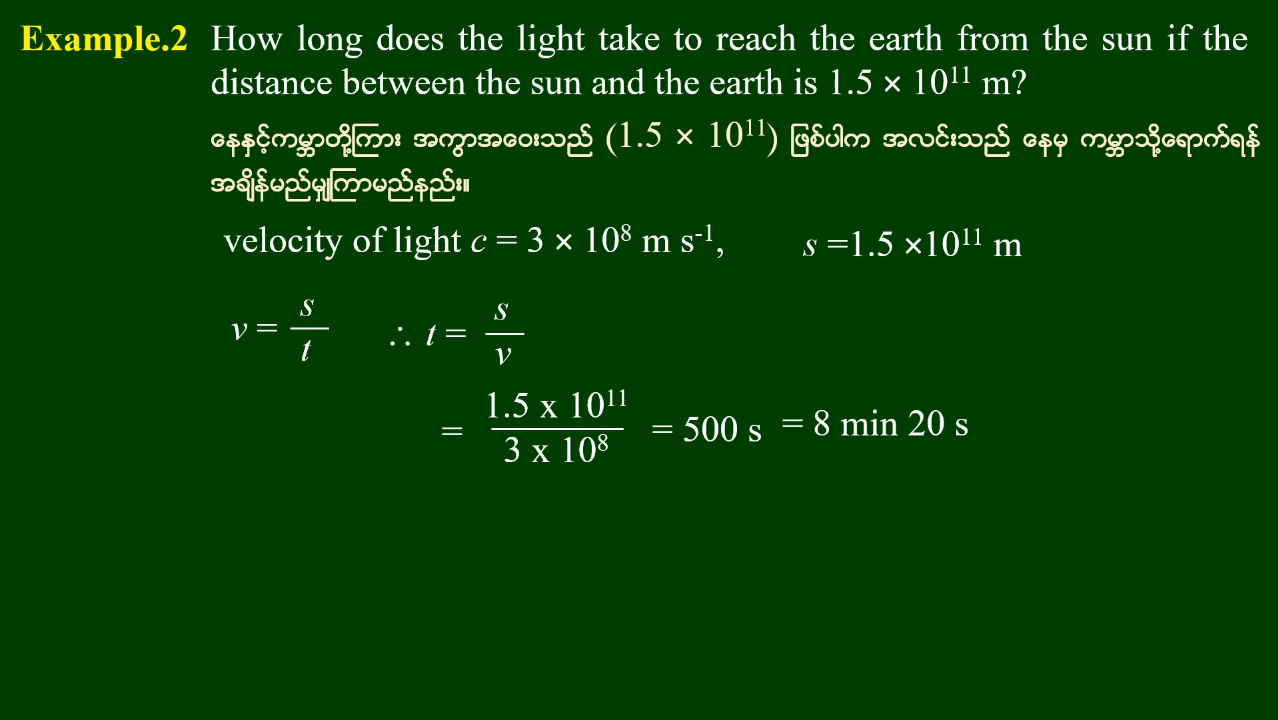 Example.2 How long does the light take to reach the earth from the sun if the
distance between the sun and the earth is 1.5 × 10¹¹ m?
နေနှင့်ကမ္ဘာတို့ကြား အကွာအဝေးသည် (1.5 × 10¹¹) ဖြစ်ပါက အလင်းသည် နေမှ ကမ္ဘာသို့ရောက်ရန်
အချိန်မည်မျှကြာမည်နည်း။
velocity of light c = 3 × 10⁸ m s⁻¹, s =1.5 ×10¹¹ m
v = s/t ∴ t = s/v
= 1.5 x 10¹¹/3 x 10⁸ = 500 s = 8 min 20 s